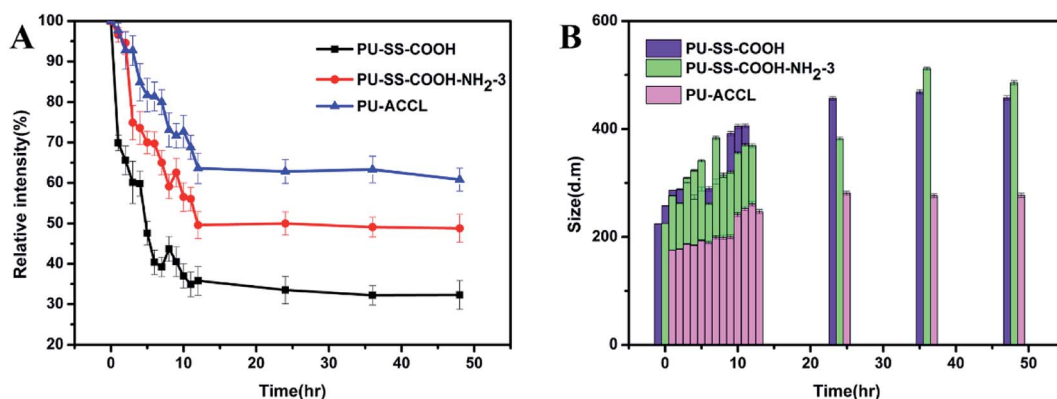 A
PU-SS-COOH
PU-SS-COOH-NH₂-3
PU-ACCL
Relative intensity(%)
100
90
80
70
60
50
40
30
20
0 10 20 30 40 50
Time(hr)
B
PU-SS-COOH
PU-SS-COOH-NH₂-3
PU-ACCL
Size(d.m)
600
400
200
0
0 10 20 30 40 50
Time(hr)